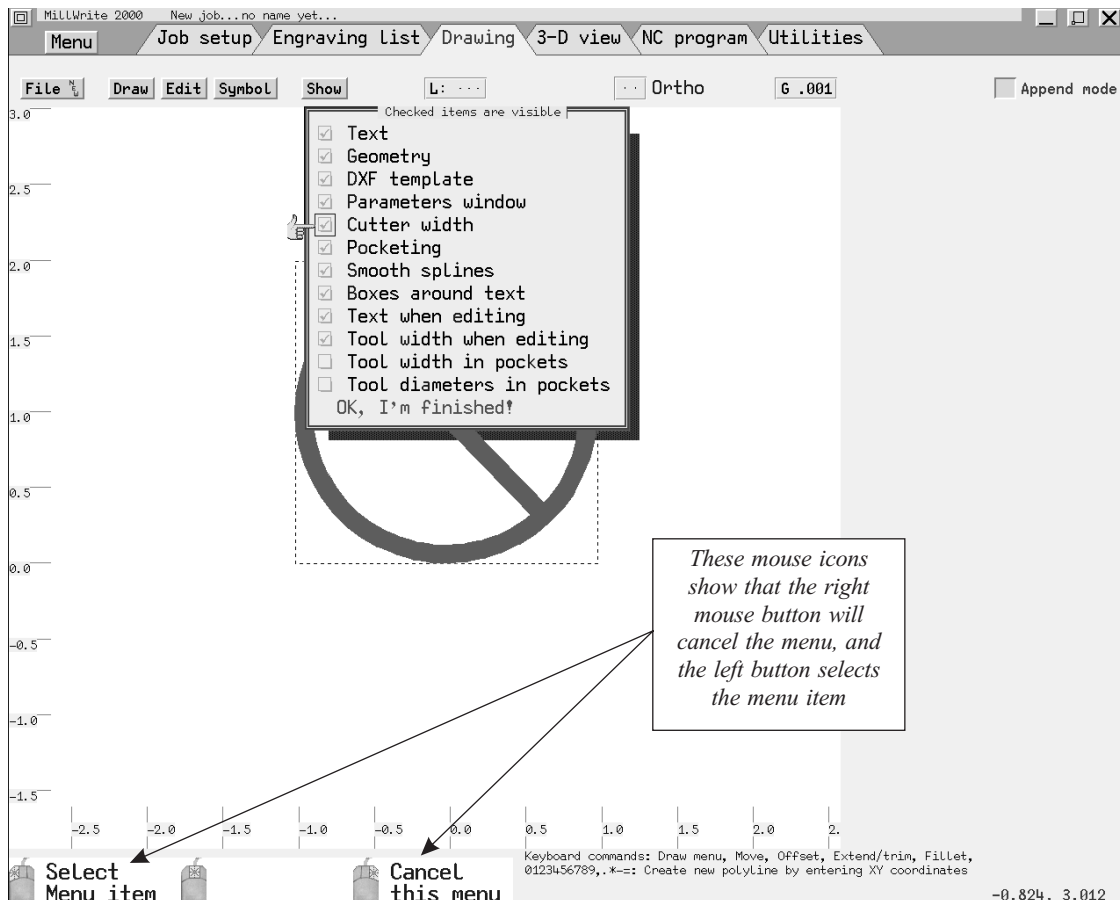 MillWrite 2000 New job...no name yet...
Menu
Job setup
Engraving list
Drawing
3-D view
NC program
Utilities
File NEW
Draw
Edit
Symbol
Show
L: ...
.. Ortho
G .001
Append mode
Checked items are visible
Text
Geometry
DXF template
Parameters window
Cutter width
Pocketing
Smooth splines
Boxes around text
Text when editing
Tool width when editing
Tool width in pockets
Tool diameters in pockets
OK, I'm finished!
3.0
2.5
2.0
1.5
1.0
0.5
0.0
-0.5
-1.0
-1.5
These mouse icons
show that the right
mouse button will
cancel the menu, and
the left button selects
the menu item
-2.5
-2.0
-1.5
-1.0
-0.5
0.0
0.5
1.0
1.5
2.0
2.
Select
Menu item
Cancel
this menu
Keyboard commands: Draw menu, Move, Offset, Extend/trim, Fillet,
0123456789,.*-=: Create new polyline by entering XY coordinates
-0.824, 3.012